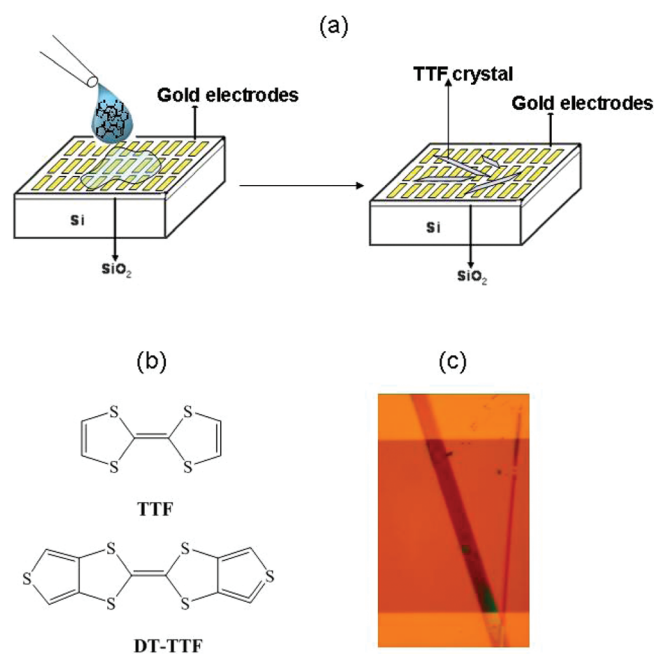 (a)
Gold electrodes
Si
SiO₂
TTF crystal
Gold electrodes
Si
SiO₂
(b)
S S
S S
TTF
S S
S S
S S
DT-TTF
(c)